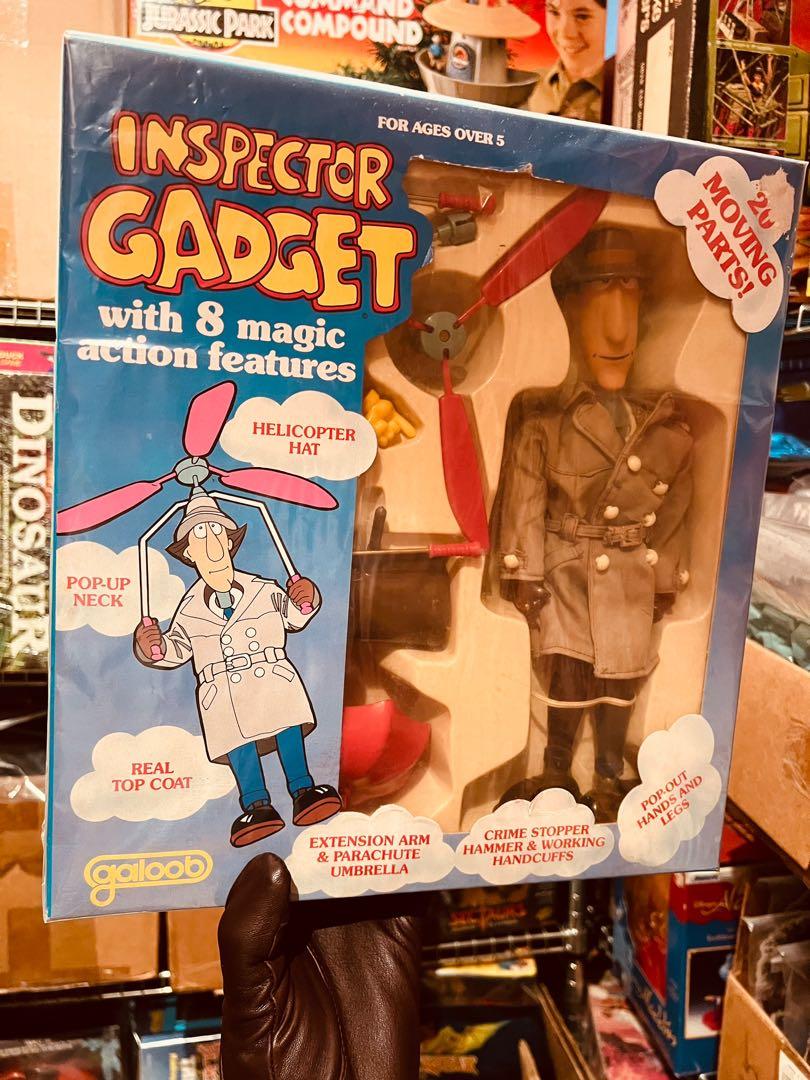 JURASSIC PARK
COMMAND
COMPOUND
FOR AGES OVER 5
INSPECTOR
GADGET
with 8 magic
action features
20
MOVING
PARTS!
HELICOPTER
HAT
POP-UP
NECK
REAL
TOP COAT
EXTENSION ARM
& PARACHUTE
UMBRELLA
CRIME STOPPER
HAMMER & WORKING
HANDCUFFS
POP-OUT
HANDS AND
LEGS
galoob
DINOSAUR